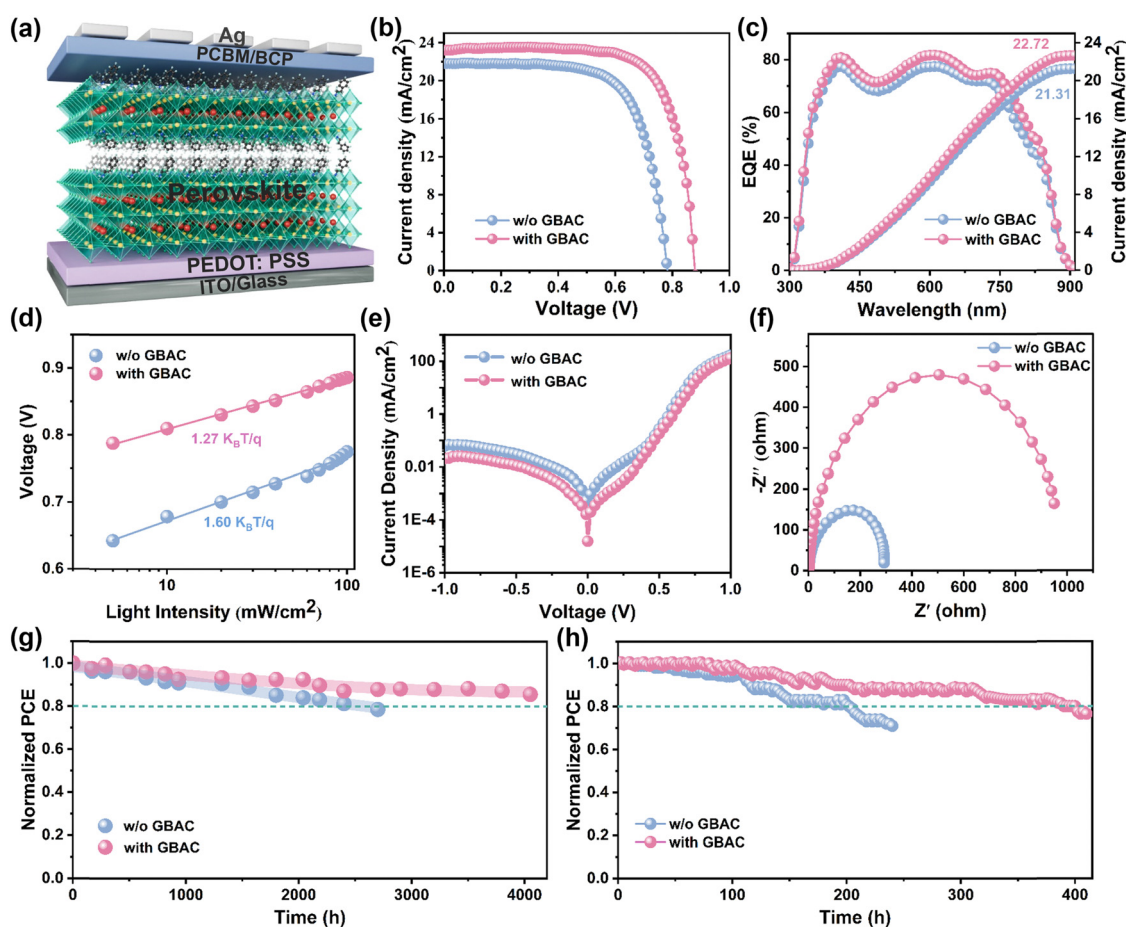 (a)
Ag
PCBM/BCP
Perovskite
PEDOT: PSS
ITO/Glass
(b)
Current density (mA/cm²)
24
20
16
12
8
4
0
w/o GBAC
with GBAC
0.0 0.2 0.4 0.6 0.8 1.0
Voltage (V)
(c)
EQE (%)
80
60
40
20
0
22.72
21.31
w/o GBAC
with GBAC
24
20
16
12
8
4
0
Current density (mA/cm²)
300 450 600 750 900
Wavelength (nm)
(d)
Voltage (V)
0.9
0.8
0.7
0.6
w/o GBAC
with GBAC
1.27 KBT/q
1.60 KBT/q
10 100
Light Intensity (mW/cm²)
(e)
Current Density (mA/cm²)
100
1
0.01
1E-4
1E-6
w/o GBAC
with GBAC
-1.0 -0.5 0.0 0.5 1.0
Voltage (V)
(f)
-Z'' (ohm)
500
400
300
200
100
0
w/o GBAC
with GBAC
0 200 400 600 800 1000
Z' (ohm)
(g)
Normalized PCE
1.0
0.8
0.6
0.4
0.2
0.0
w/o GBAC
with GBAC
0 1000 2000 3000 4000
Time (h)
(h)
Normalized PCE
1.0
0.8
0.6
0.4
0.2
0.0
w/o GBAC
with GBAC
0 100 200 300 400
Time (h)